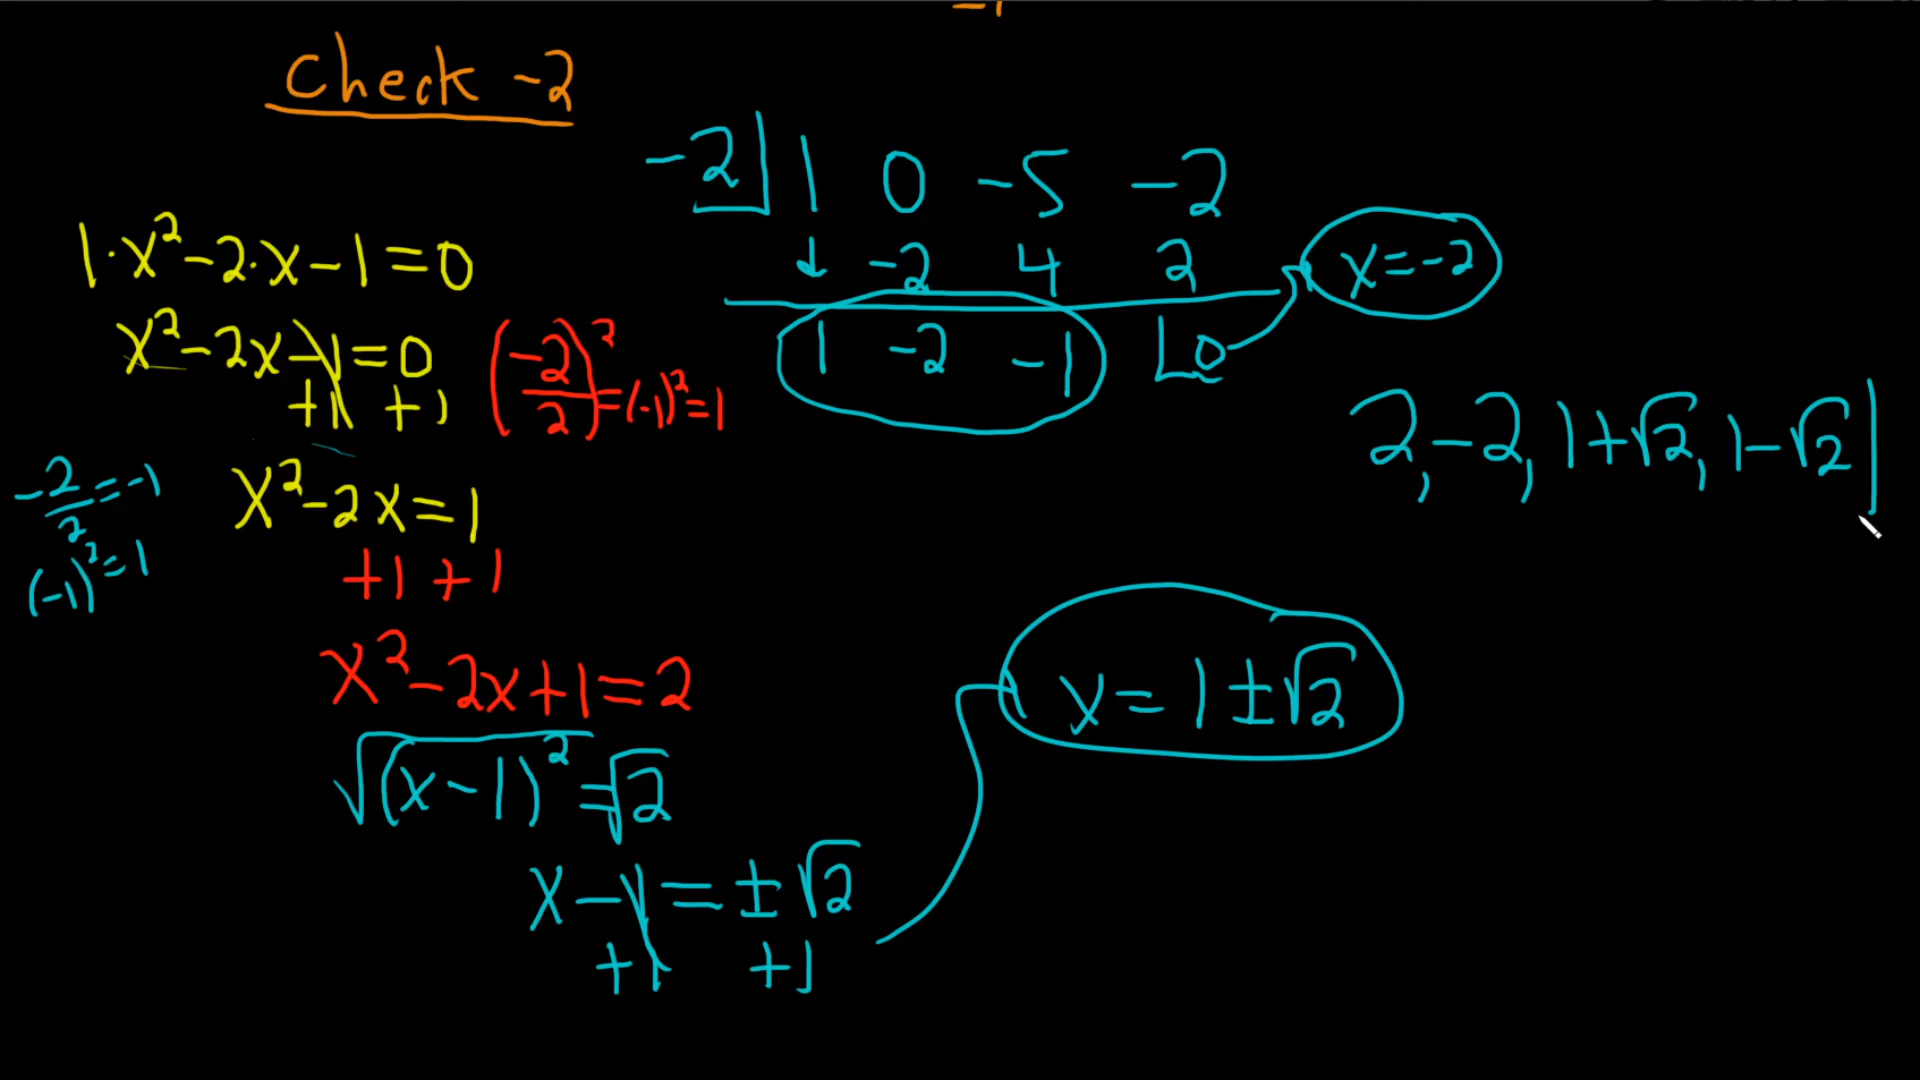 Check -2
-2| 1 0 -5 -2
↓ -2 4 2
1 -2 -1 | 0
x=-2
1·x²-2·x-1=0
x²-2x-1=0
+1 +1
(-2/2)²=(-1)²=1
2, -2, 1+√2, 1-√2
-2/2=-1
(-1)²=1
x²-2x=1
+1 +1
x²-2x+1=2
√(x-1)²=√2
x-1=±√2
+1 +1
x=1±√2